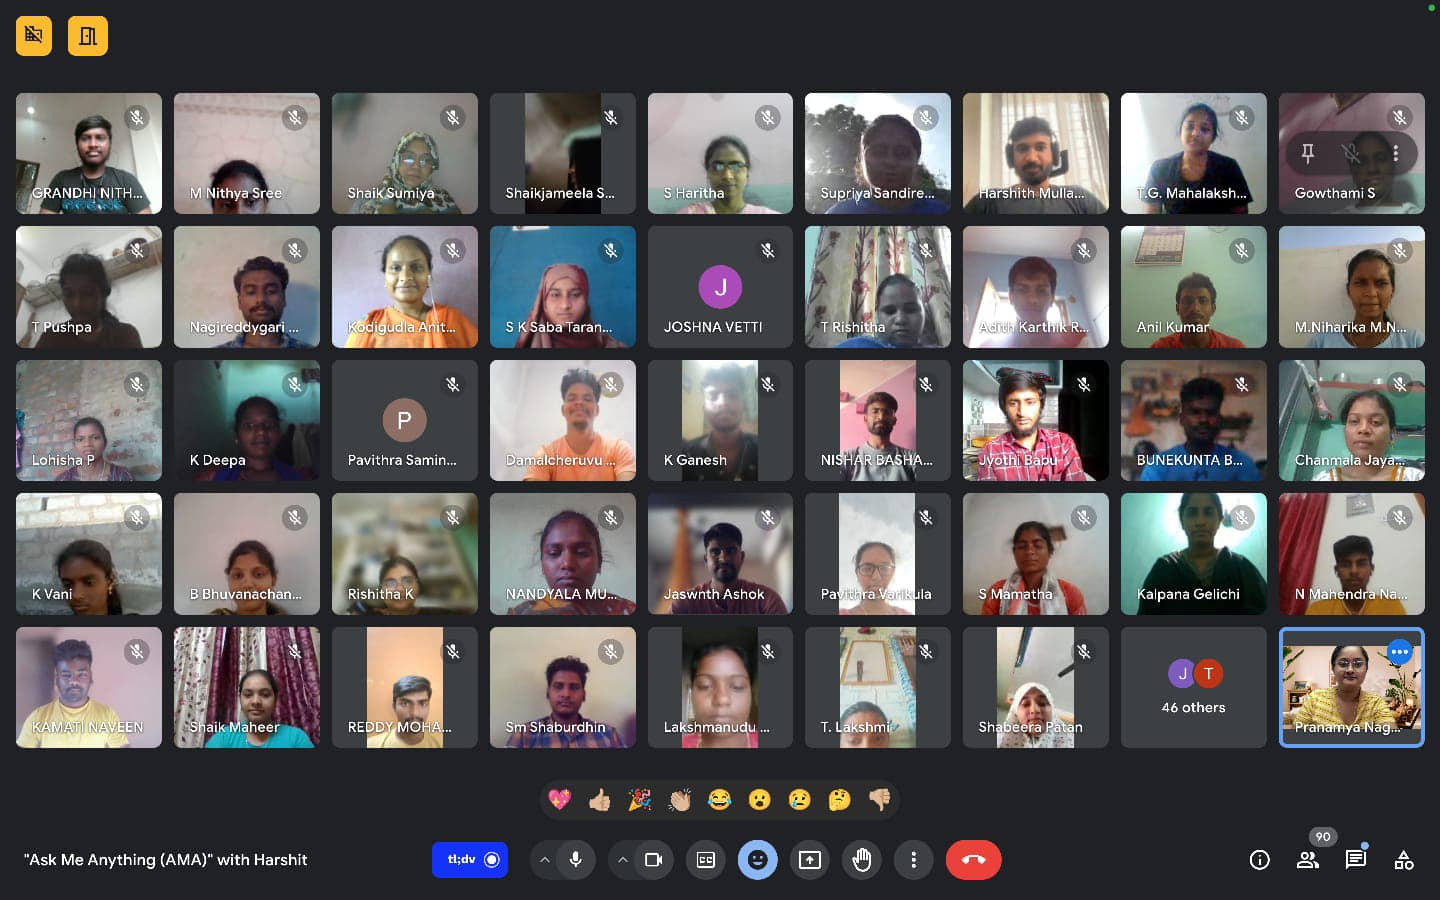 GRANDHI NITH...
M Nithya Sree
Shaik Sumiya
Shaikjameela S...
S Haritha
Supriya Sandire...
Harshith Mulla...
T.G. Mahalaksh...
Gowthami S
T Pushpa
Nagireddygari ...
Kodigudla Anit...
S K Saba Taran...
J
JOSHNA VETTI
T Rishitha
Adith Karthik R...
Anil Kumar
M.Niharika M.N...
Lohisha P
K Deepa
P
Pavithra Samin...
Damalcheruvu ...
K Ganesh
NISHAR BASHA...
Jyothi Babu
BUNEKUNTA B...
Chanmala Jaya...
K Vani
B Bhuvanachan...
Rishitha K
NANDYALA MU...
Jaswnth Ashok
Pavithra Varikula
S Mamatha
Kalpana Gelichi
N Mahendra Na...
KAMATI NAVEEN
Shaik Maheer
REDDY MOHA...
Sm Shaburdhin
Lakshmanudu ...
T. Lakshmi
Shabeera Patan
J T
46 others
Pranamya Nag...
"Ask Me Anything (AMA)" with Harshit
tl;dv
CC
90